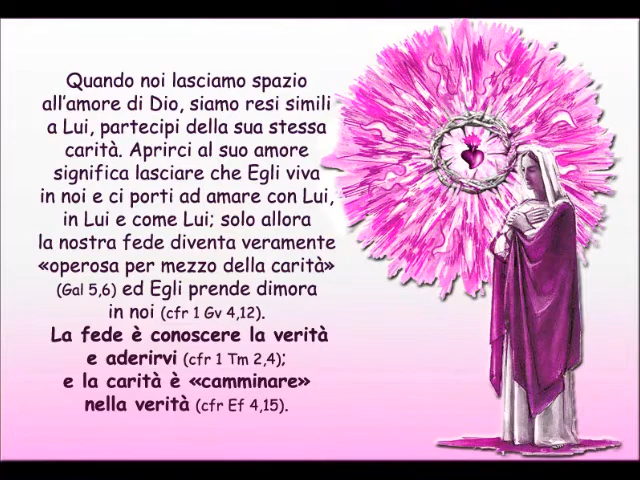 Quando noi lasciamo spazio
all'amore di Dio, siamo resi simili
a Lui, partecipi della sua stessa
carità. Aprirci al suo amore
significa lasciare che Egli viva
in noi e ci porti ad amare con Lui,
in Lui e come Lui; solo allora
la nostra fede diventa veramente
«operosa per mezzo della carità»
(Gal 5,6) ed Egli prende dimora
in noi (cfr 1 Gv 4,12).
La fede è conoscere la verità
e aderirvi (cfr 1 Tm 2,4);
e la carità è «camminare»
nella verità (cfr Ef 4,15).